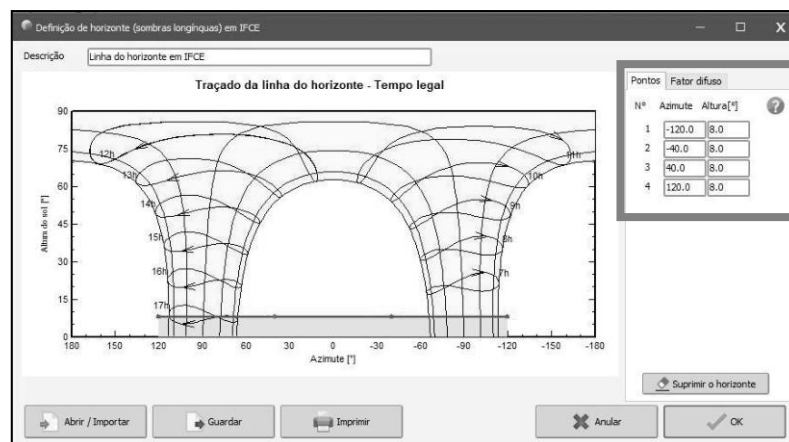 Definição de horizonte (sombras longínquas) em IFCE
Descrição Linha do horizonte em IFCE
Traçado da linha do horizonte - Tempo legal
Altura do sol [°]
90
75
60
45
30
15
0
12h
13h
14h
15h
16h
17h
11h
10h
9h
8h
7h
180 150 120 90 60 30 0 -30 -60 -90 -120 -150 -180
Azimute [°]
Pontos Fator difuso
N° Azimute Altura[°]
1 -120.0 8.0
2 -40.0 8.0
3 40.0 8.0
4 120.0 8.0
Suprimir o horizonte
Abrir / Importar Guardar Imprimir Anular OK